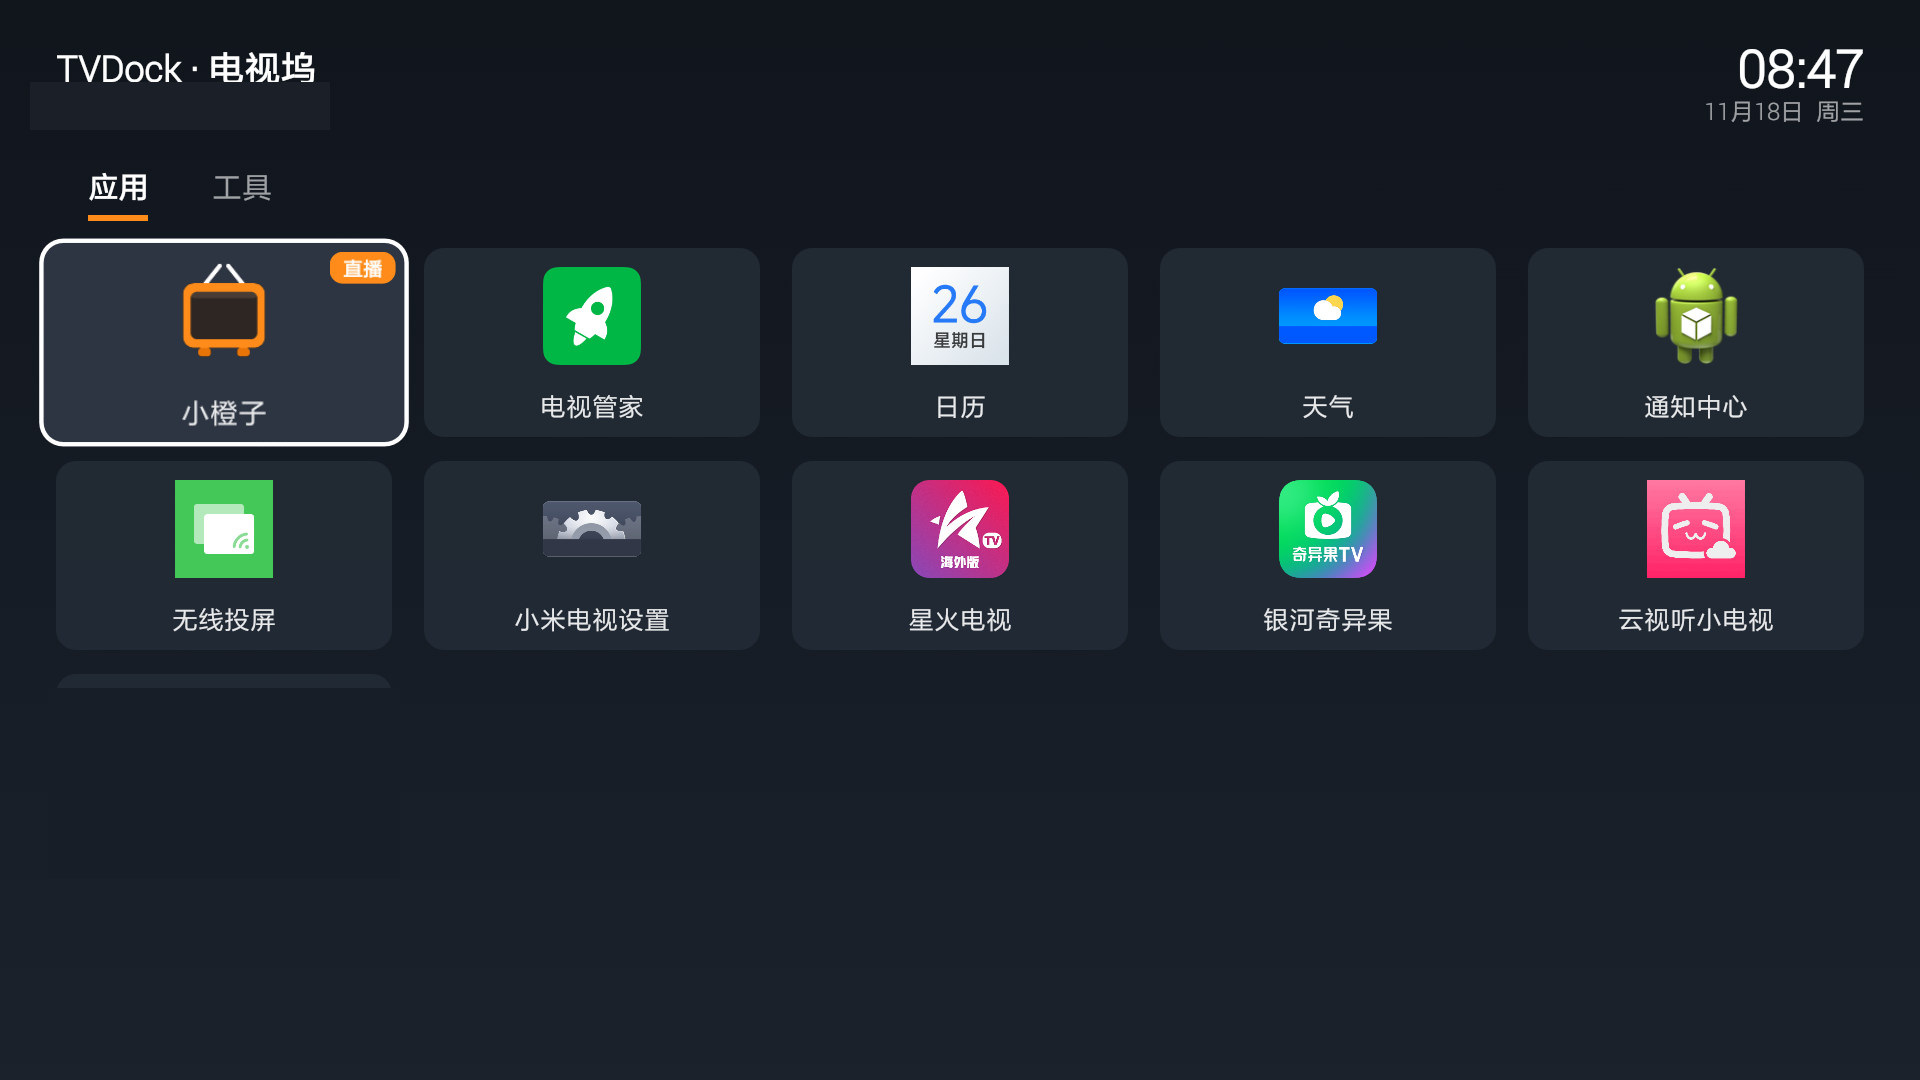 TVDock · 电视坞
08:47
11月18日 周三
应用 工具
直播
小橙子
电视管家
26
星期日
日历
天气
通知中心
无线投屏
小米电视设置
TV
海外版
星火电视
奇异果TV
银河奇异果
云视听小电视